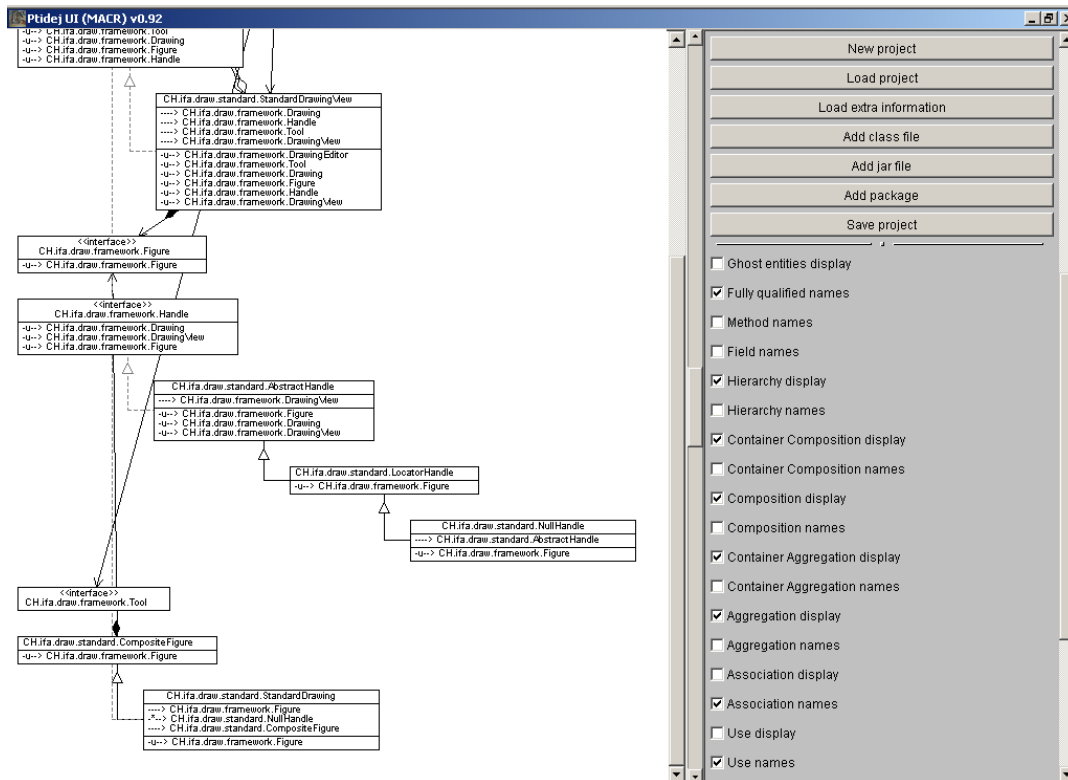 Ptidej UI (MACR) v0.92
-u--> CH.ifa.draw.framework.Tool
-u--> CH.ifa.draw.framework.Drawing
-u--> CH.ifa.draw.framework.Figure
-u--> CH.ifa.draw.framework.Handle
CH.ifa.draw.standard.StandardDrawingView
----> CH.ifa.draw.framework.Drawing
----> CH.ifa.draw.framework.Handle
----> CH.ifa.draw.framework.Tool
----> CH.ifa.draw.framework.DrawingView
-u--> CH.ifa.draw.framework.DrawingEditor
-u--> CH.ifa.draw.framework.Tool
-u--> CH.ifa.draw.framework.Drawing
-u--> CH.ifa.draw.framework.Figure
-u--> CH.ifa.draw.framework.Handle
-u--> CH.ifa.draw.framework.DrawingView
<<interface>>
CH.ifa.draw.framework.Figure
-u--> CH.ifa.draw.framework.Figure
<<interface>>
CH.ifa.draw.framework.Handle
-u--> CH.ifa.draw.framework.Drawing
-u--> CH.ifa.draw.framework.DrawingView
-u--> CH.ifa.draw.framework.Figure
CH.ifa.draw.standard.AbstractHandle
----> CH.ifa.draw.framework.DrawingView
-u--> CH.ifa.draw.framework.Figure
-u--> CH.ifa.draw.framework.Drawing
-u--> CH.ifa.draw.framework.DrawingView
CH.ifa.draw.standard.LocatorHandle
-u--> CH.ifa.draw.framework.Figure
CH.ifa.draw.standard.NullHandle
----> CH.ifa.draw.standard.AbstractHandle
-u--> CH.ifa.draw.framework.Figure
<<interface>>
CH.ifa.draw.framework.Tool
CH.ifa.draw.standard.CompositeFigure
-u--> CH.ifa.draw.framework.Figure
CH.ifa.draw.standard.StandardDrawing
----> CH.ifa.draw.framework.Figure
-*--> CH.ifa.draw.standard.NullHandle
----> CH.ifa.draw.standard.CompositeFigure
-u--> CH.ifa.draw.framework.Figure
New project
Load project
Load extra information
Add class file
Add jar file
Add package
Save project
Ghost entities display
Fully qualified names
Method names
Field names
Hierarchy display
Hierarchy names
Container Composition display
Container Composition names
Composition display
Composition names
Container Aggregation display
Container Aggregation names
Aggregation display
Aggregation names
Association display
Association names
Use display
Use names